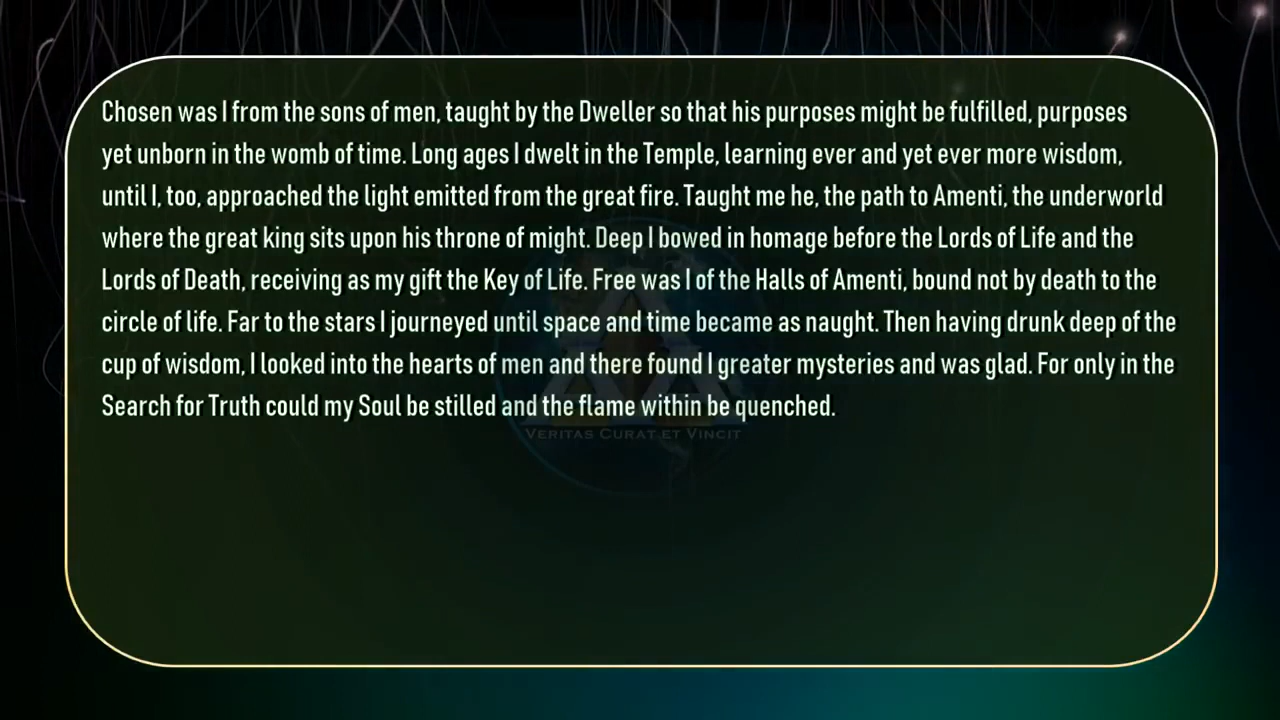 Chosen was I from the sons of men, taught by the Dweller so that his purposes might be fulfilled, purposes
yet unborn in the womb of time. Long ages I dwelt in the Temple, learning ever and yet ever more wisdom,
until I, too, approached the light emitted from the great fire. Taught me he, the path to Amenti, the underworld
where the great king sits upon his throne of might. Deep I bowed in homage before the Lords of Life and the
Lords of Death, receiving as my gift the Key of Life. Free was I of the Halls of Amenti, bound not by death to the
circle of life. Far to the stars I journeyed until space and time became as naught. Then having drunk deep of the
cup of wisdom, I looked into the hearts of men and there found I greater mysteries and was glad. For only in the
Search for Truth could my Soul be stilled and the flame within be quenched.
Veritas Curat et Vincit